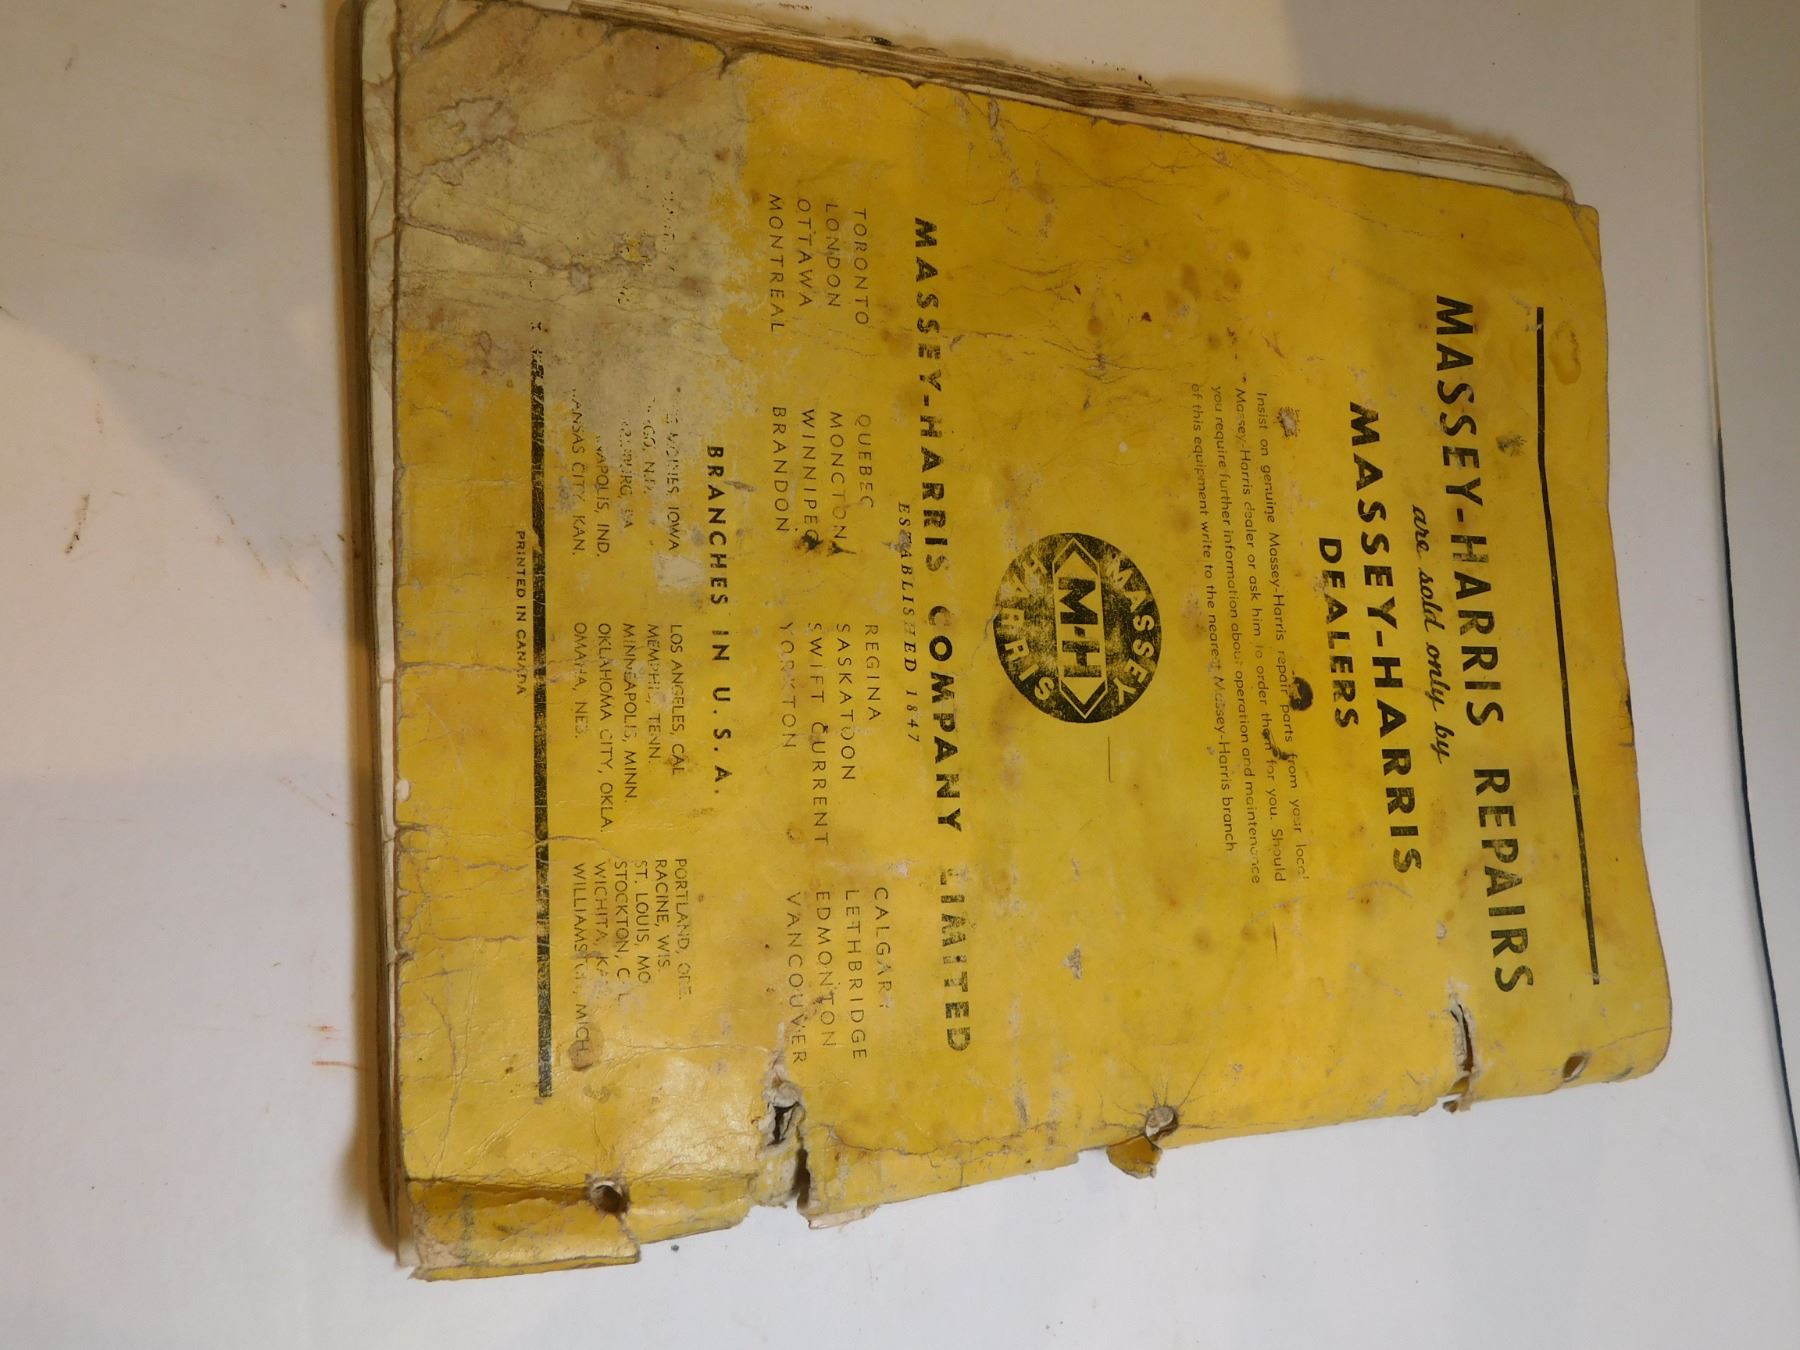 MASSEY-HARRIS REPAIRS
are sold only by
MASSEY-HARRIS
DEALERS
Insist on genuine Massey-Harris repair parts from your local
Massey-Harris dealer or ask him to order them for you. Should
you require further information about operation and maintenance
of this equipment write to the nearest Massey-Harris branch
MASSEY
M-H
HARRIS
MASSEY-HARRIS COMPANY LIMITED
ESTABLISHED 1847
TORONTO QUEBEC REGINA CALGARY
LONDON MONCTON SASKATOON LETHBRIDGE
OTTAWA WINNIPEG SWIFT CURRENT EDMONTON
MONTREAL BRANDON YORKTON VANCOUVER
BRANCHES IN U.S.A.
MOINES, IOWA LOS ANGELES, CAL PORTLAND, ORE.
GO, N.D. MEMPHIS, TENN. RACINE, WIS.
MINNEAPOLIS, MINN. ST. LOUIS, MO
STOCKTON, CAL
APOLIS, IND. OKLAHOMA CITY, OKLA. WICHITA, KA
ANSAS CITY, KAN. OMAHA, NEB. WILLIAMSTON, MICH.
PRINTED IN CANADA